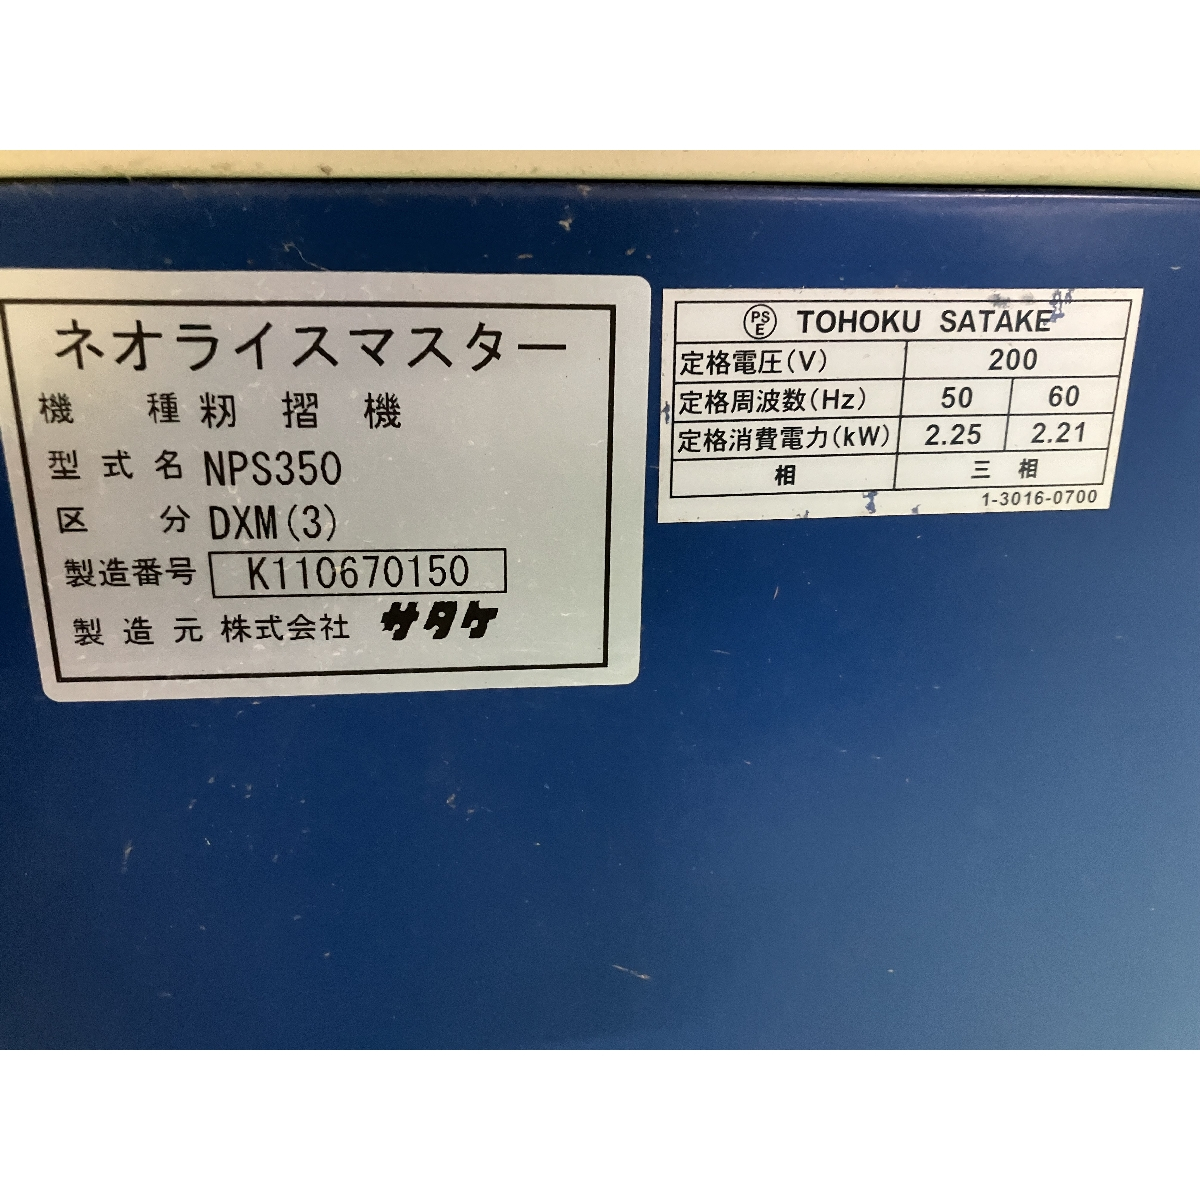 ネオライスマスター
機種 籾摺機
型式名 NPS350
区分 DXM(3)
製造番号 K110670150
製造元 株式会社 サタケ
PSE TOHOKU SATAKE
定格電圧(V) 200
定格周波数(Hz) 50 60
定格消費電力(kW) 2.25 2.21
相 三相
1-3016-0700